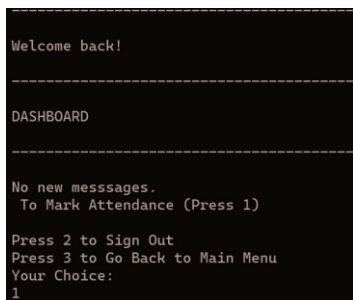 ----------------------------------------
Welcome back!
----------------------------------------
DASHBOARD
----------------------------------------
No new messsages.
To Mark Attendance (Press 1)
Press 2 to Sign Out
Press 3 to Go Back to Main Menu
Your Choice:
1